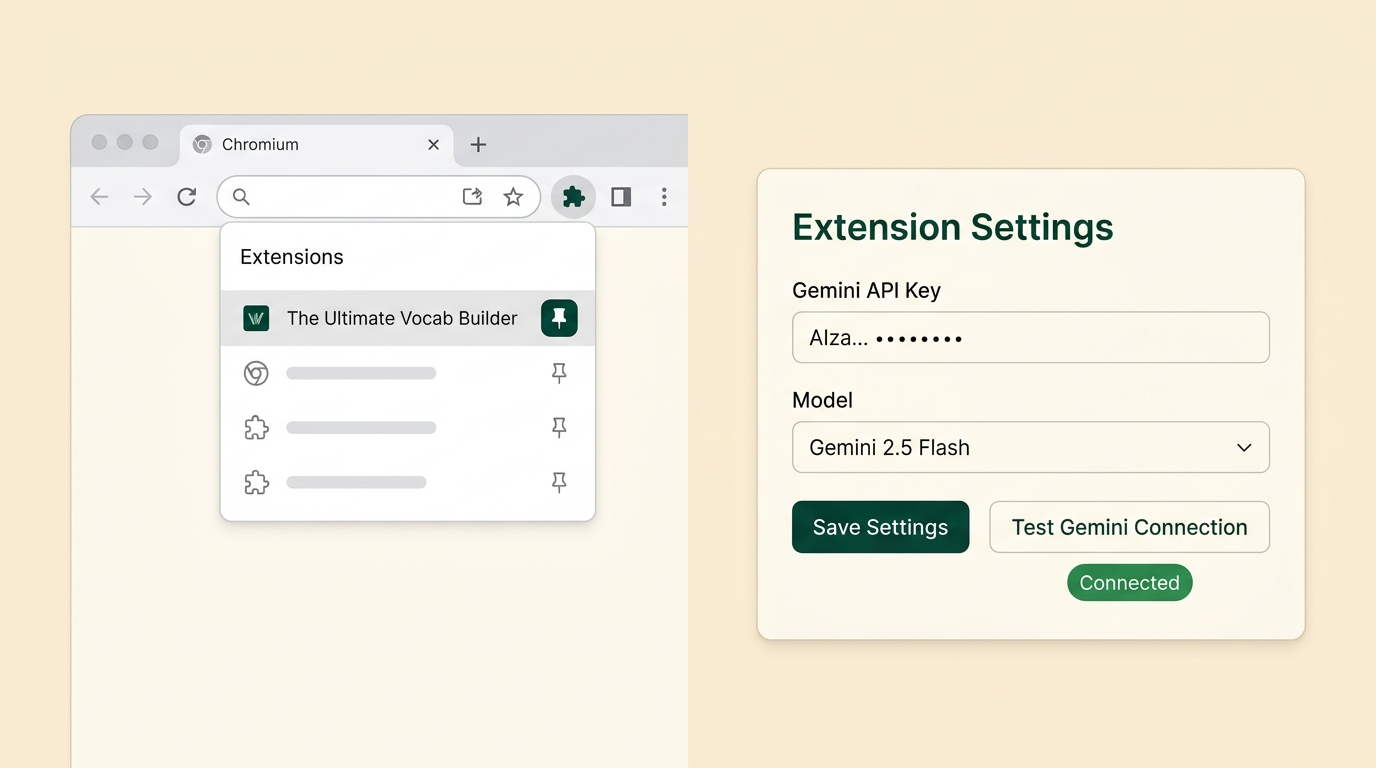 Chromium
Extensions
The Ultimate Vocab Builder
Extension Settings
Gemini API Key
AIza... ••••••••
Model
Gemini 2.5 Flash
Save Settings
Test Gemini Connection
Connected